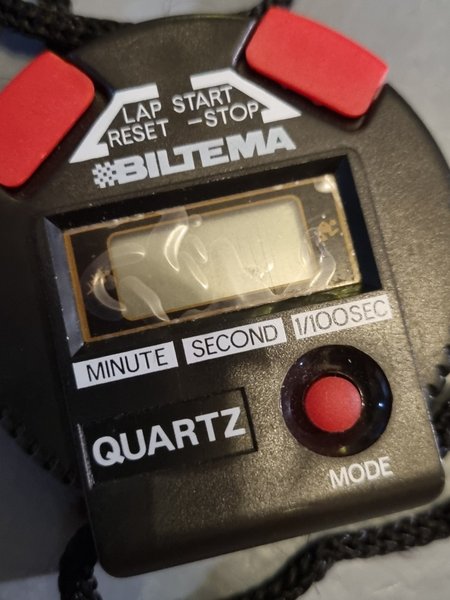 LAP START
RESET -STOP
BILTEMA
MINUTE SECOND 1/100SEC
QUARTZ
MODE